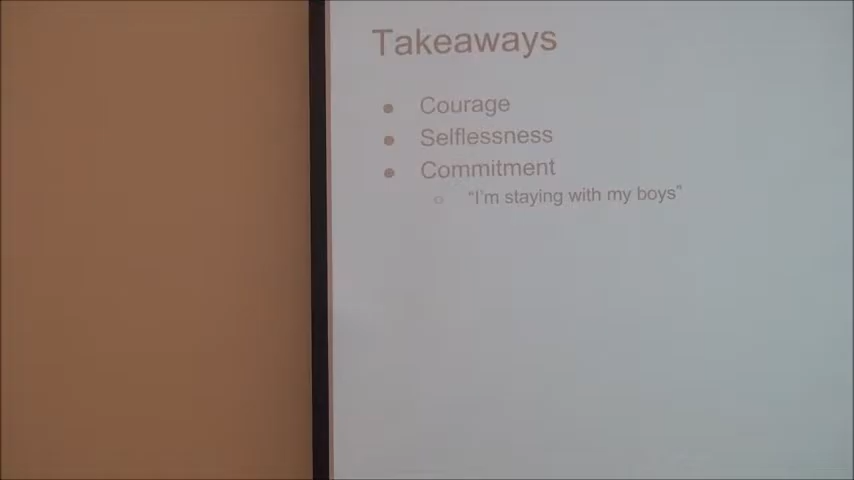 Takeaways
● Courage
● Selflessness
● Commitment
○ “I’m staying with my boys”